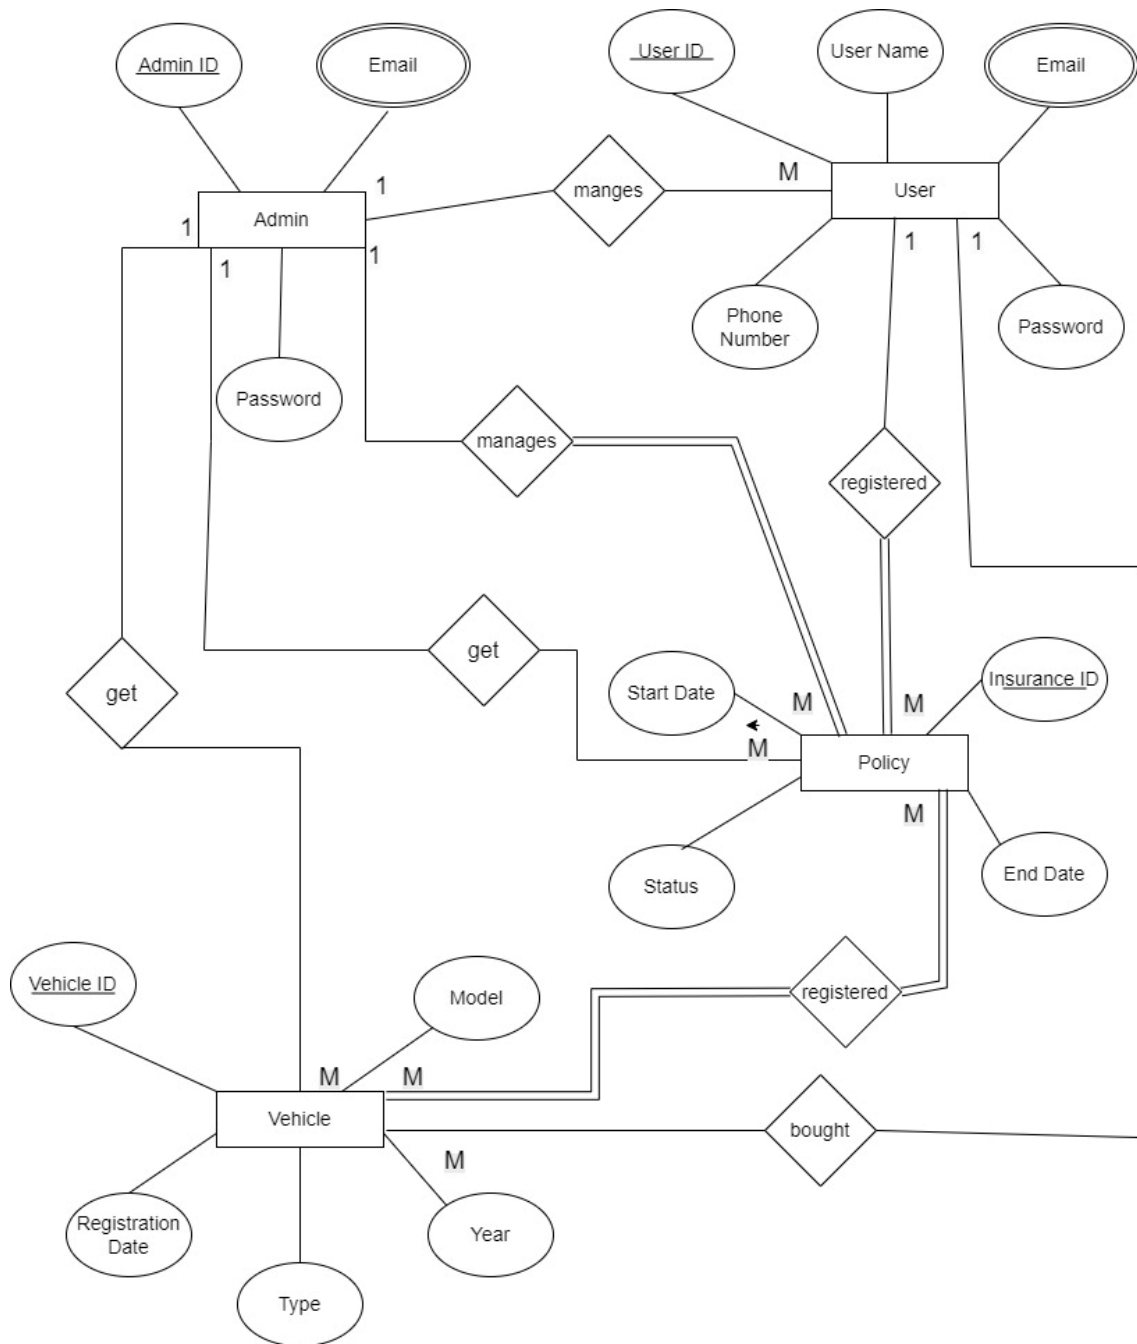 Admin ID
Email
User ID
User Name
Email
1
manges
M
User
Admin
1
1
1
1
1
Phone
Number
Password
Password
manages
registered
get
get
Start Date
Insurance ID
M
M
M
Policy
M
Status
End Date
Vehicle ID
Model
registered
M
M
Vehicle
bought
M
Registration
Date
Year
Type